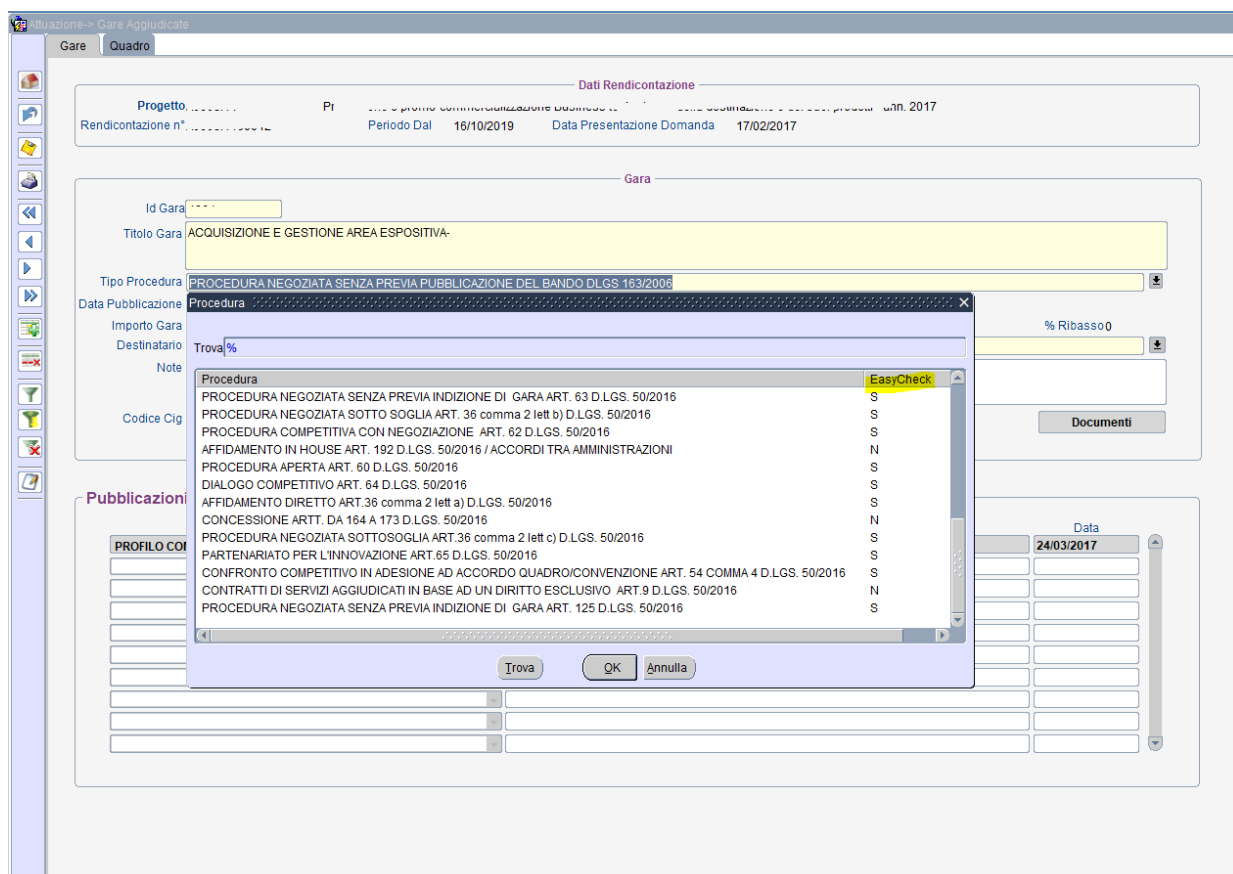 Attuazione-> Gare Aggiudicate
Gare Quadro
Dati Rendicontazione
Progetto Pr 2017
Rendicontazione n° Periodo Dal 16/10/2019 Data Presentazione Domanda 17/02/2017
Gara
Id Gara
Titolo Gara ACQUISIZIONE E GESTIONE AREA ESPOSITIVA-
Tipo Procedura PROCEDURA NEGOZIATA SENZA PREVIA PUBBLICAZIONE DEL BANDO DLGS 163/2006
Data Pubblicazione Procedura
Importo Gara % Ribasso 0
Destinatario Trova %
Note
Procedura EasyCheck
PROCEDURA NEGOZIATA SENZA PREVIA INDIZIONE DI GARA ART. 63 D.LGS. 50/2016 S
PROCEDURA NEGOZIATA SOTTO SOGLIA ART. 36 comma 2 lett b) D.LGS. 50/2016 S
Codice Cig Documenti
PROCEDURA COMPETITIVA CON NEGOZIAZIONE ART. 62 D.LGS. 50/2016 S
AFFIDAMENTO IN HOUSE ART. 192 D.LGS. 50/2016 / ACCORDI TRA AMMINISTRAZIONI N
PROCEDURA APERTA ART. 60 D.LGS. 50/2016 S
DIALOGO COMPETITIVO ART. 64 D.LGS. 50/2016 S
AFFIDAMENTO DIRETTO ART.36 comma 2 lett a) D.LGS. 50/2016 S
CONCESSIONE ARTT. DA 164 A 173 D.LGS. 50/2016 N
PROCEDURA NEGOZIATA SOTTOSOGLIA ART.36 comma 2 lett c) D.LGS. 50/2016 S
PARTENARIATO PER L'INNOVAZIONE ART.65 D.LGS. 50/2016 S
CONFRONTO COMPETITIVO IN ADESIONE AD ACCORDO QUADRO/CONVENZIONE ART. 54 COMMA 4 D.LGS. 50/2016 S
CONTRATTI DI SERVIZI AGGIUDICATI IN BASE AD UN DIRITTO ESCLUSIVO ART.9 D.LGS. 50/2016 N
PROCEDURA NEGOZIATA SENZA PREVIA INDIZIONE DI GARA ART. 125 D.LGS. 50/2016 S
Trova OK Annulla
Pubblicazioni
Data
PROFILO CO 24/03/2017